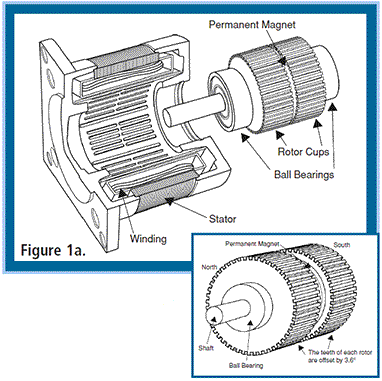 Permanent Magnet
Rotor Cups
Ball Bearings
Stator
Winding
Figure 1a.
Permanent Magnet
South
North
Shaft
Ball Bearing
The teeth of each rotor
are offset by 3.6°